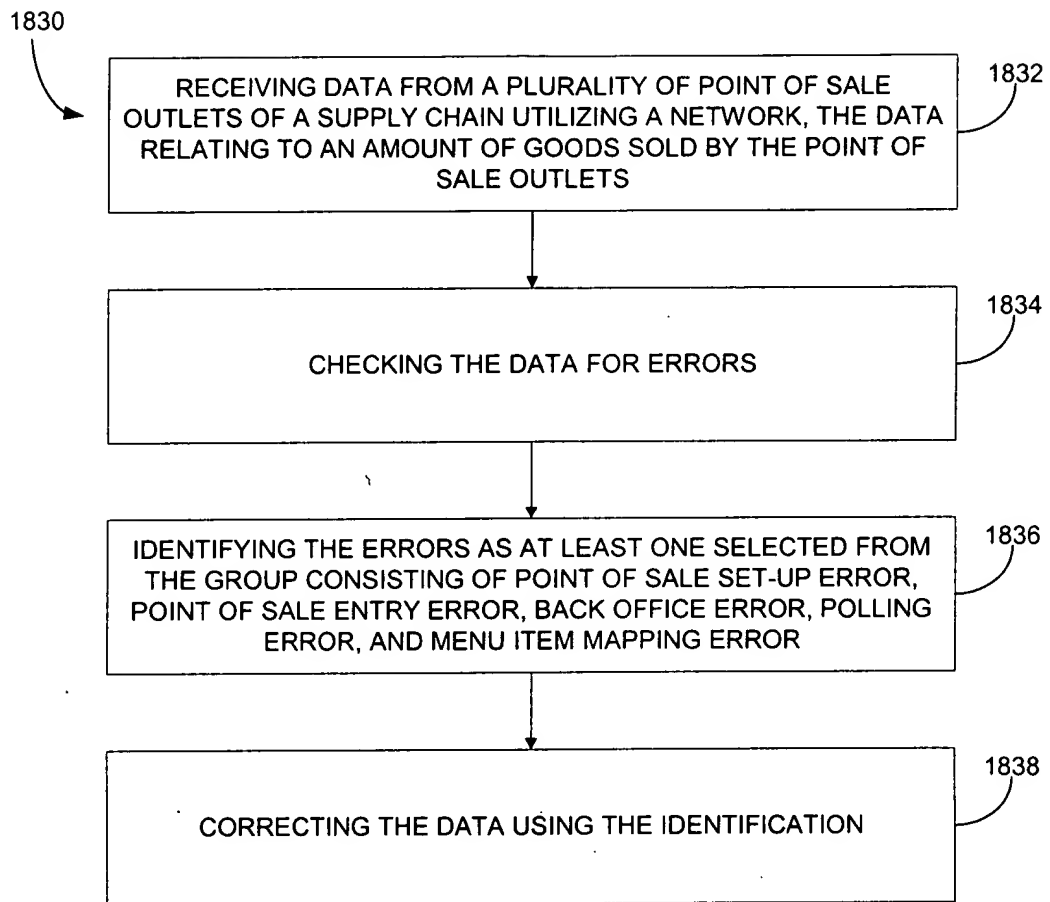 1830
RECEIVING DATA FROM A PLURALITY OF POINT OF SALE
OUTLETS OF A SUPPLY CHAIN UTILIZING A NETWORK, THE DATA
RELATING TO AN AMOUNT OF GOODS SOLD BY THE POINT OF
SALE OUTLETS
1832
CHECKING THE DATA FOR ERRORS
1834
IDENTIFYING THE ERRORS AS AT LEAST ONE SELECTED FROM
THE GROUP CONSISTING OF POINT OF SALE SET-UP ERROR,
POINT OF SALE ENTRY ERROR, BACK OFFICE ERROR, POLLING
ERROR, AND MENU ITEM MAPPING ERROR
1836
CORRECTING THE DATA USING THE IDENTIFICATION
1838